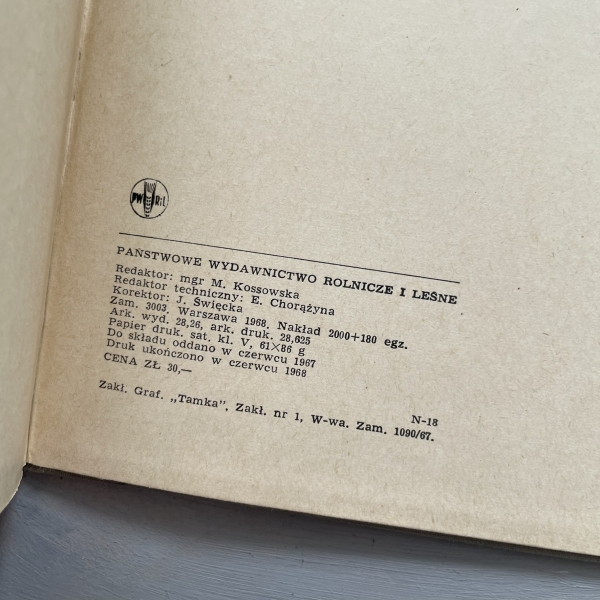 PW RiL
PAŃSTWOWE WYDAWNICTWO ROLNICZE I LEŚNE
Redaktor: mgr M. Kossowska
Redaktor techniczny: E. Chorążyna
Korektor: J. Święcka
Zam. 3003, Warszawa 1968. Nakład 2000+180 egz.
Ark. wyd. 28,26, ark. druk. 28,625
Papier druk. sat. kl. V, 61×86 g
Do składu oddano w czerwcu 1967
Druk ukończono w czerwcu 1968
CENA ZŁ 30,—
N-18
Zakł. Graf. „Tamka”, Zakł. nr 1, W-wa. Zam. 1090/67.